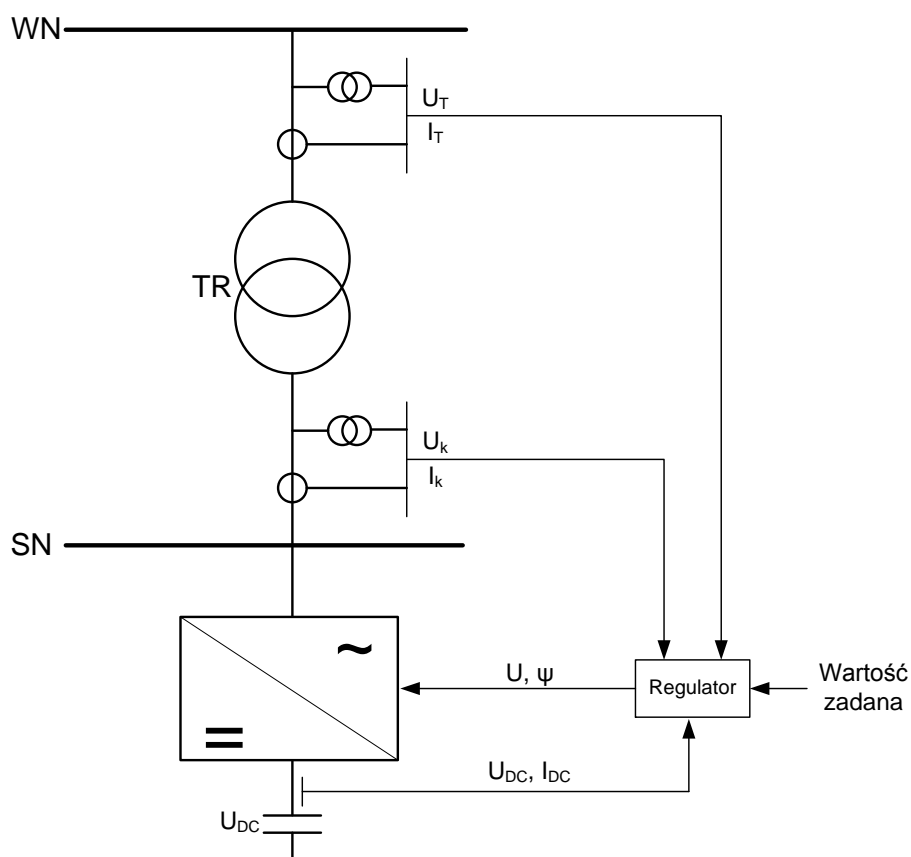 WN
U_T
I_T
TR
U_k
I_k
SN
~
=
U, ψ
Regulator
Wartość
zadana
U_DC, I_DC
U_DC